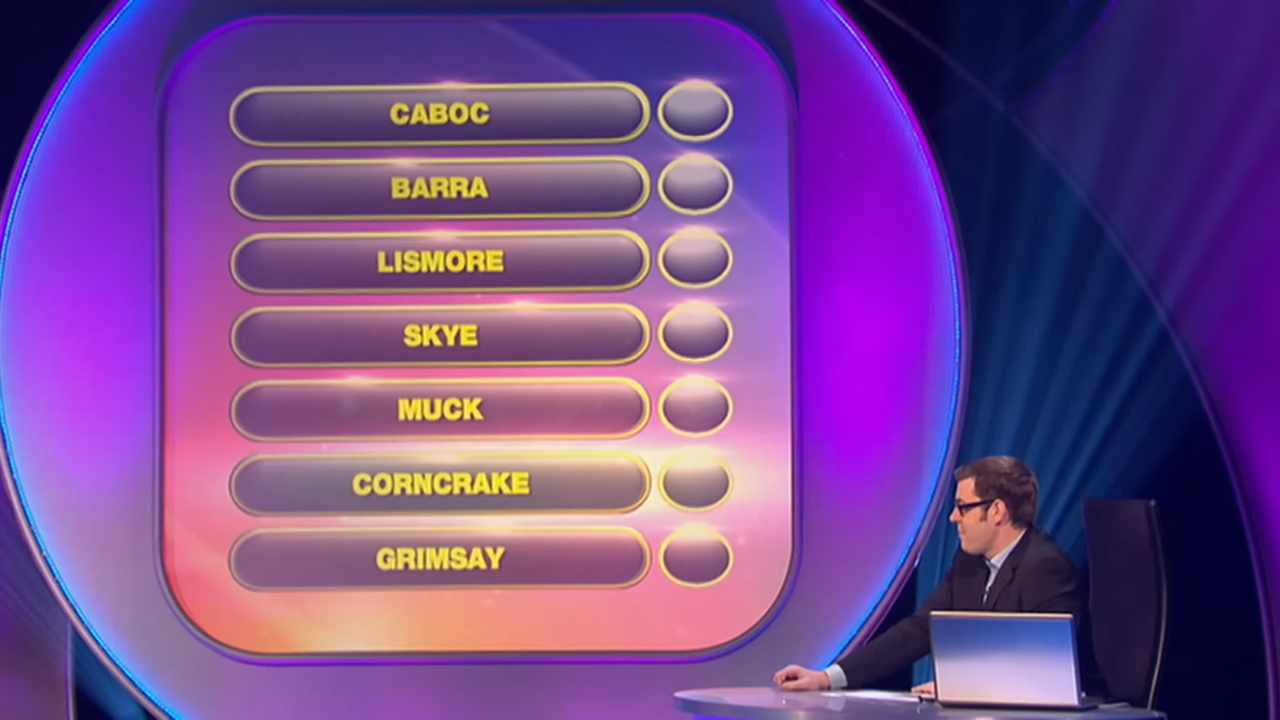 CABOC
BARRA
LISMORE
SKYE
MUCK
CORNCRAKE
GRIMSAY